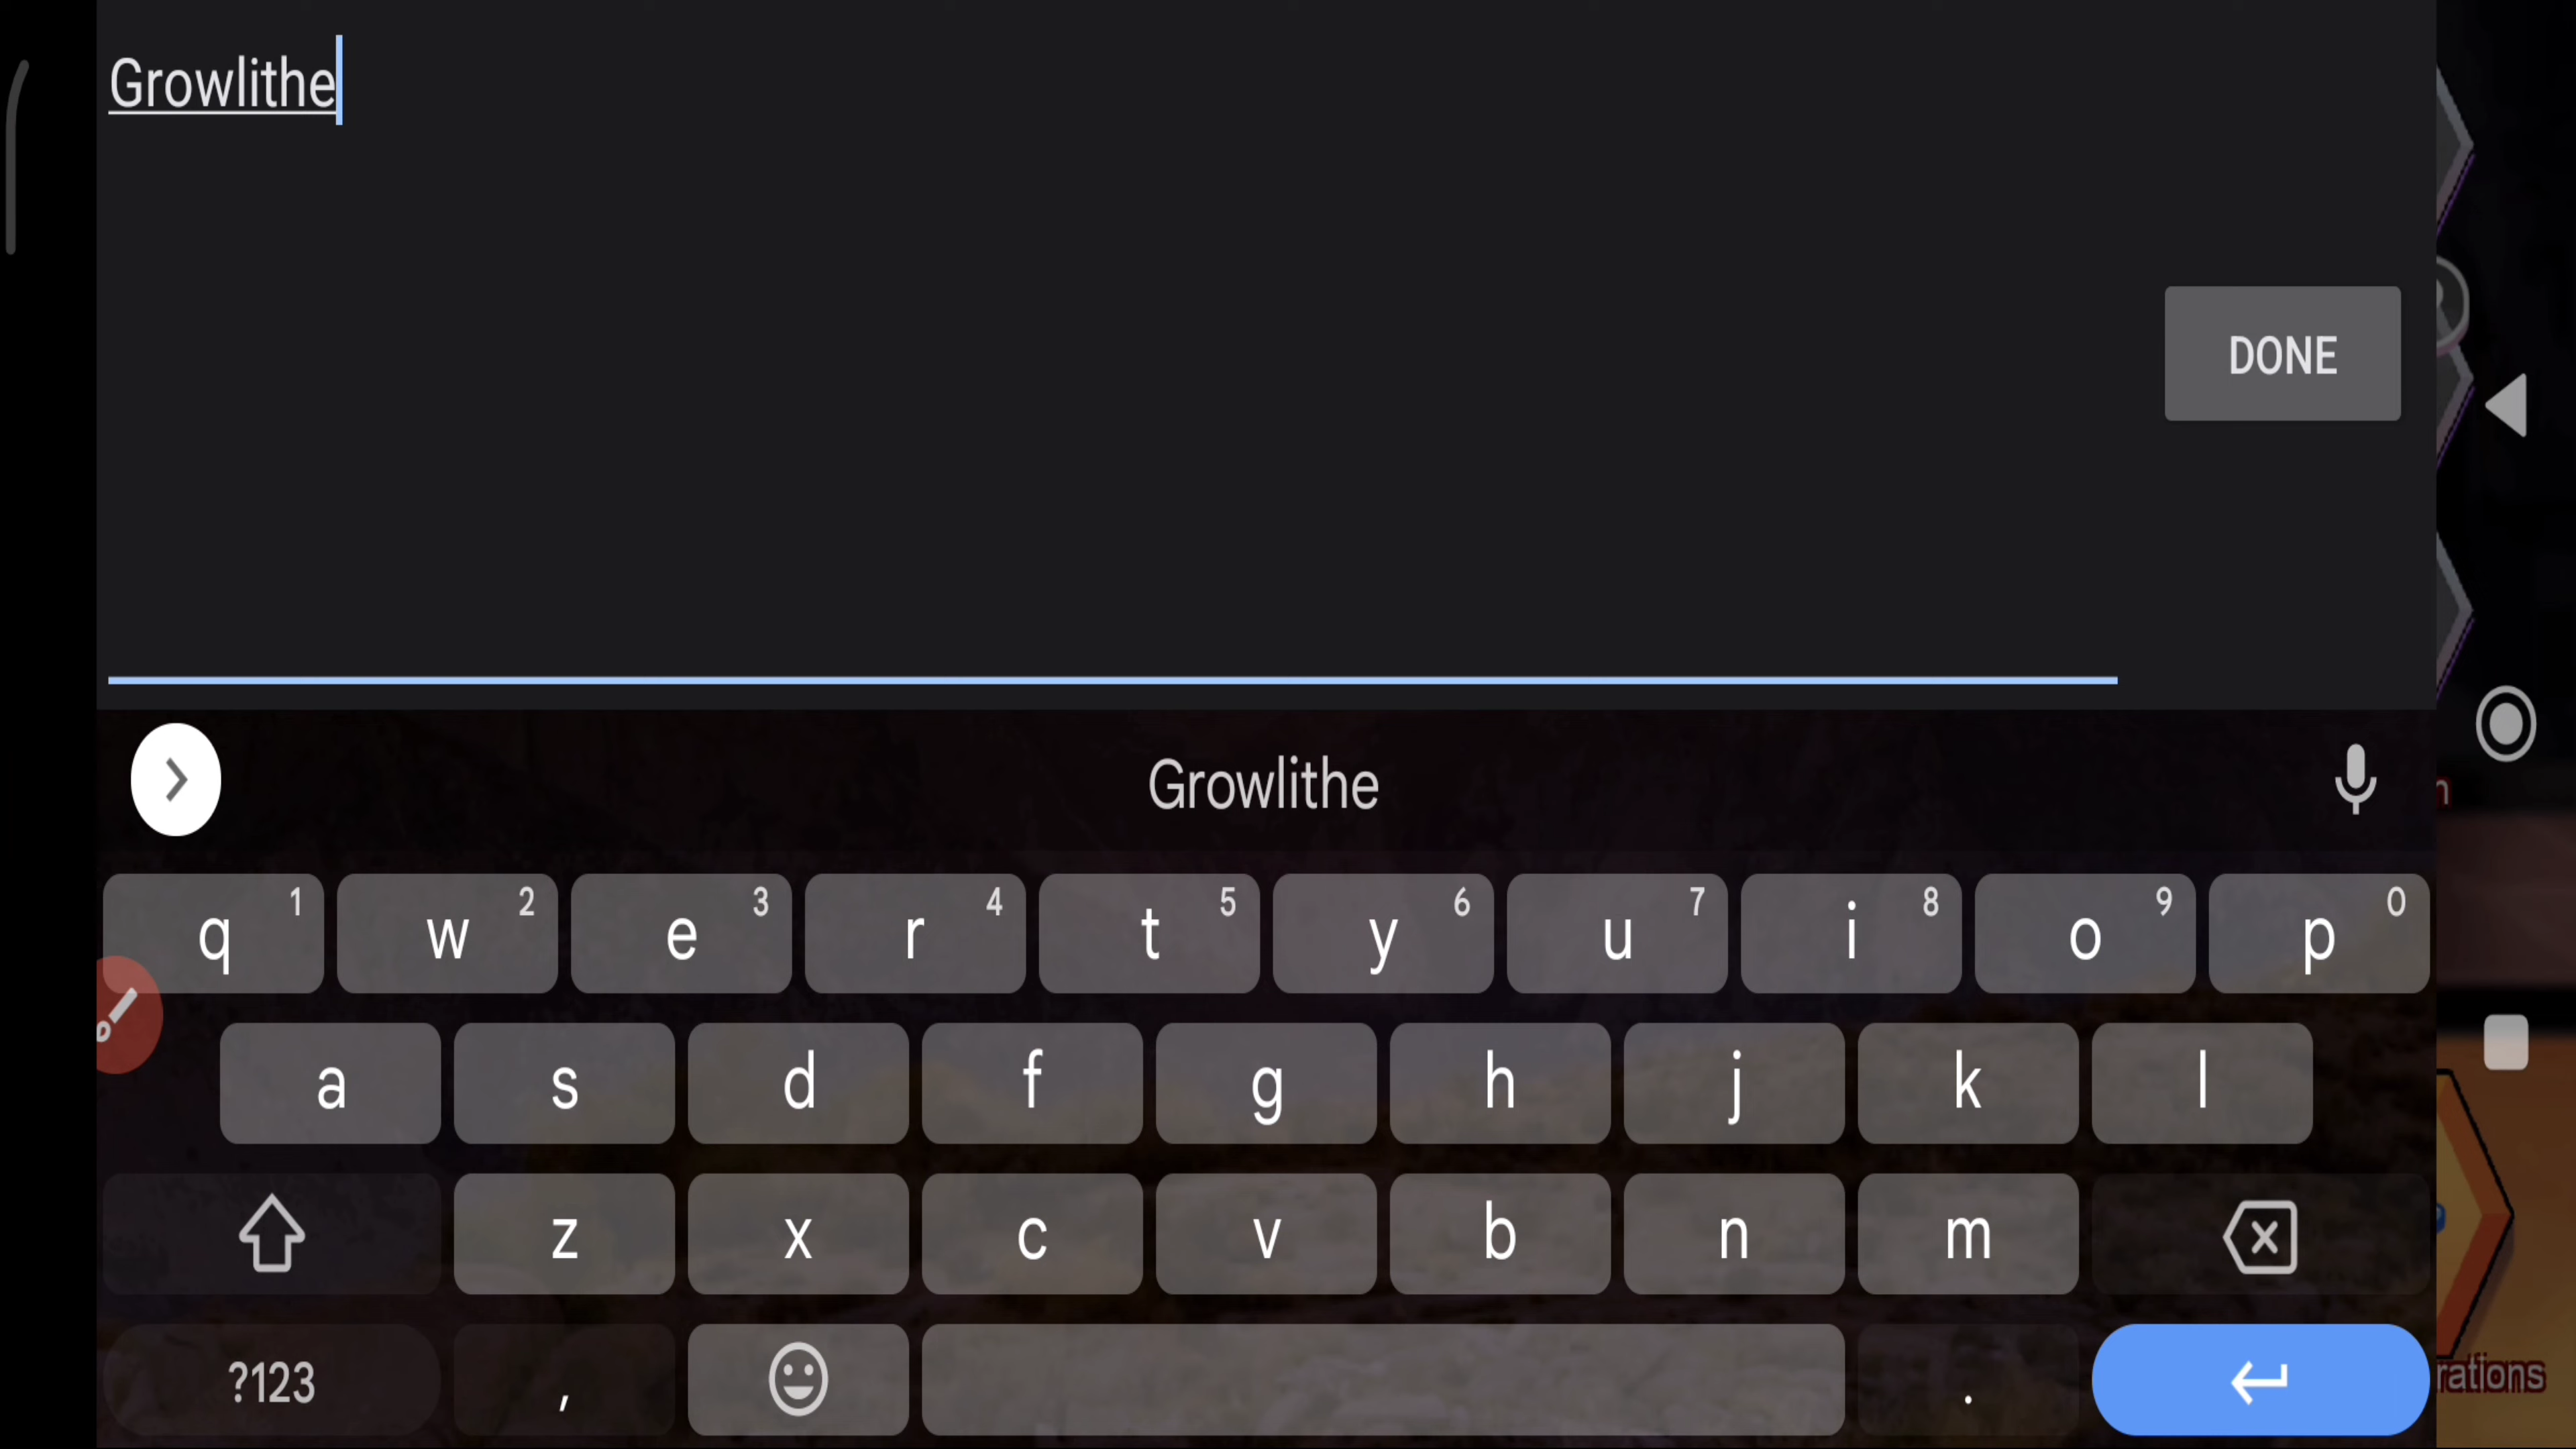 Growlithe
DONE
Growlithe
q 1 w 2 e 3 r 4 t 5 y 6 u 7 i 8 o 9 p 0
a s d f g h j k l
z x c v b n m
?123 , .
rations